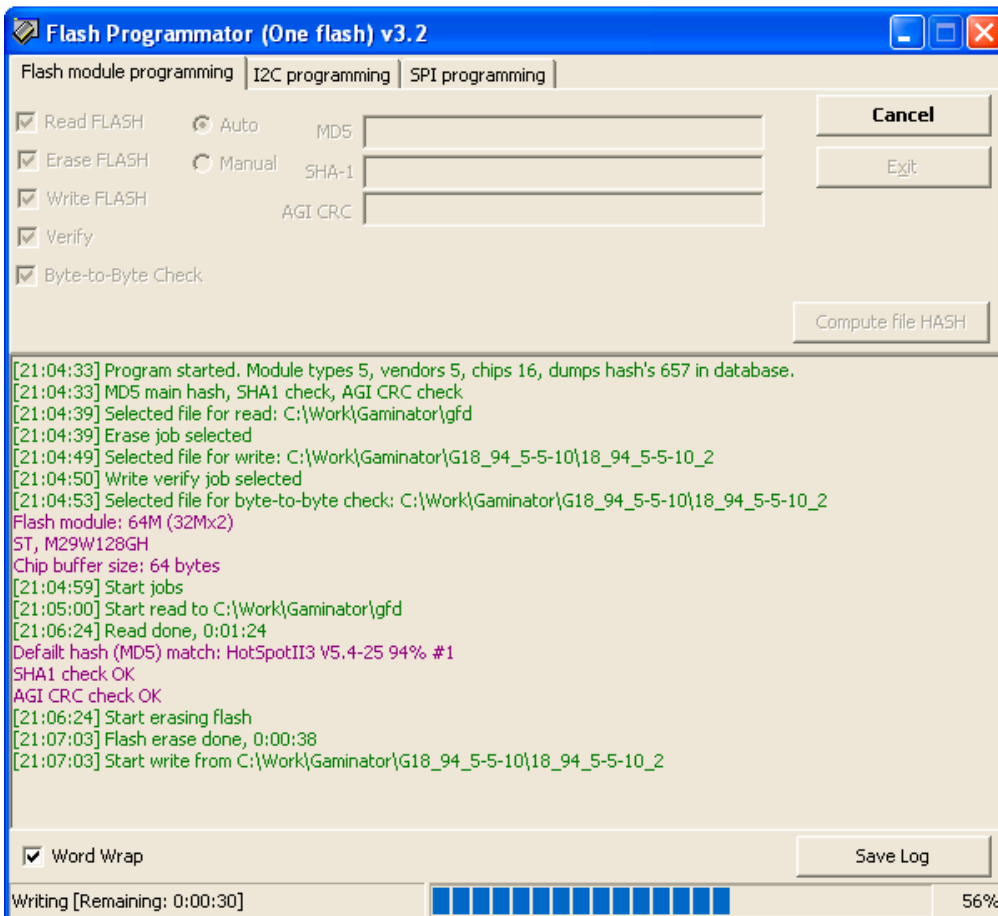 Flash Programmator (One flash) v3.2
Flash module programming I2C programming SPI programming
Read FLASH Auto MD5 Cancel
Erase FLASH Manual SHA-1 Exit
Write FLASH AGI CRC
Verify
Byte-to-Byte Check
Compute file HASH
[21:04:33] Program started. Module types 5, vendors 5, chips 16, dumps hash's 657 in database.
[21:04:33] MD5 main hash, SHA1 check, AGI CRC check
[21:04:39] Selected file for read: C:\Work\Gaminator\gfd
[21:04:39] Erase job selected
[21:04:49] Selected file for write: C:\Work\Gaminator\G18_94_5-5-10\18_94_5-5-10_2
[21:04:50] Write verify job selected
[21:04:53] Selected file for byte-to-byte check: C:\Work\Gaminator\G18_94_5-5-10\18_94_5-5-10_2
Flash module: 64M (32Mx2)
ST, M29W128GH
Chip buffer size: 64 bytes
[21:04:59] Start jobs
[21:05:00] Start read to C:\Work\Gaminator\gfd
[21:06:24] Read done, 0:01:24
Defailt hash (MD5) match: HotSpotII3 V5.4-25 94% #1
SHA1 check OK
AGI CRC check OK
[21:06:24] Start erasing flash
[21:07:03] Flash erase done, 0:00:38
[21:07:03] Start write from C:\Work\Gaminator\G18_94_5-5-10\18_94_5-5-10_2
Word Wrap Save Log
Writing [Remaining: 0:00:30] 56%